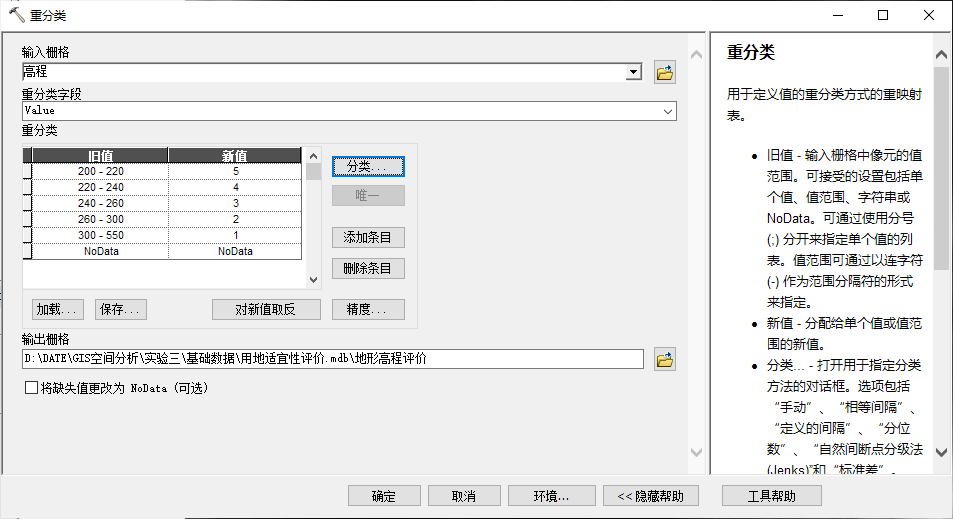 重分类
输入栅格
高程
重分类字段
Value
重分类
旧值 新值
200 - 220 5
220 - 240 4
240 - 260 3
260 - 300 2
300 - 550 1
NoData NoData
分类...
唯一
添加条目
删除条目
加载... 保存... 对新值取反 精度...
输出栅格
D:\DATE\GIS空间分析\实验三\基础数据\用地适宜性评价.mdb\地形高程评价
将缺失值更改为 NoData (可选)
确定 取消 环境... << 隐藏帮助 工具帮助
重分类
用于定义值的重分类方式的重映射
表。
• 旧值 - 输入栅格中像元的值
范围。可接受的设置包括单
个值、值范围、字符串或
NoData。可通过使用分号
(;) 分开来指定单个值的列
表。值范围可通过以连字符
(-) 作为范围分隔符的形式
来指定。
• 新值 - 分配给单个值或值范
围的新值。
• 分类... - 打开用于指定分类
方法的对话框。选项包括
“手动”、“相等间隔”、
“定义的间隔”、“分位
数”、“自然间断点分级法
(Jenks)”和“标准差”。